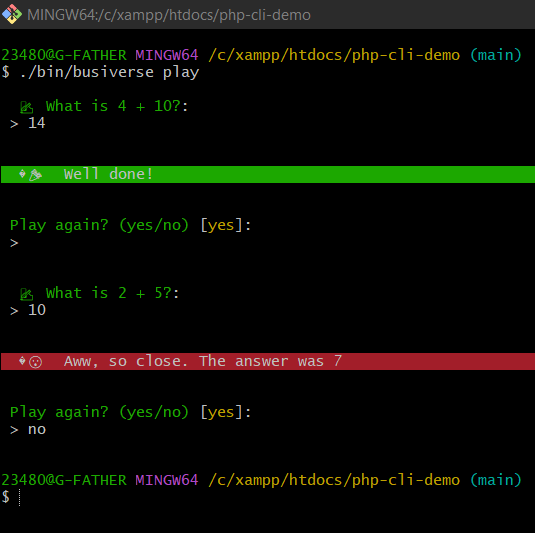 MINGW64:/c/xampp/htdocs/php-cli-demo
23480@G-FATHER MINGW64 /c/xampp/htdocs/php-cli-demo (main)
$ ./bin/busiverse play
✍ What is 4 + 10?:
> 14
Well done!
Play again? (yes/no) [yes]:
>
✍ What is 2 + 5?:
> 10
Aww, so close. The answer was 7
Play again? (yes/no) [yes]:
> no
23480@G-FATHER MINGW64 /c/xampp/htdocs/php-cli-demo (main)
$